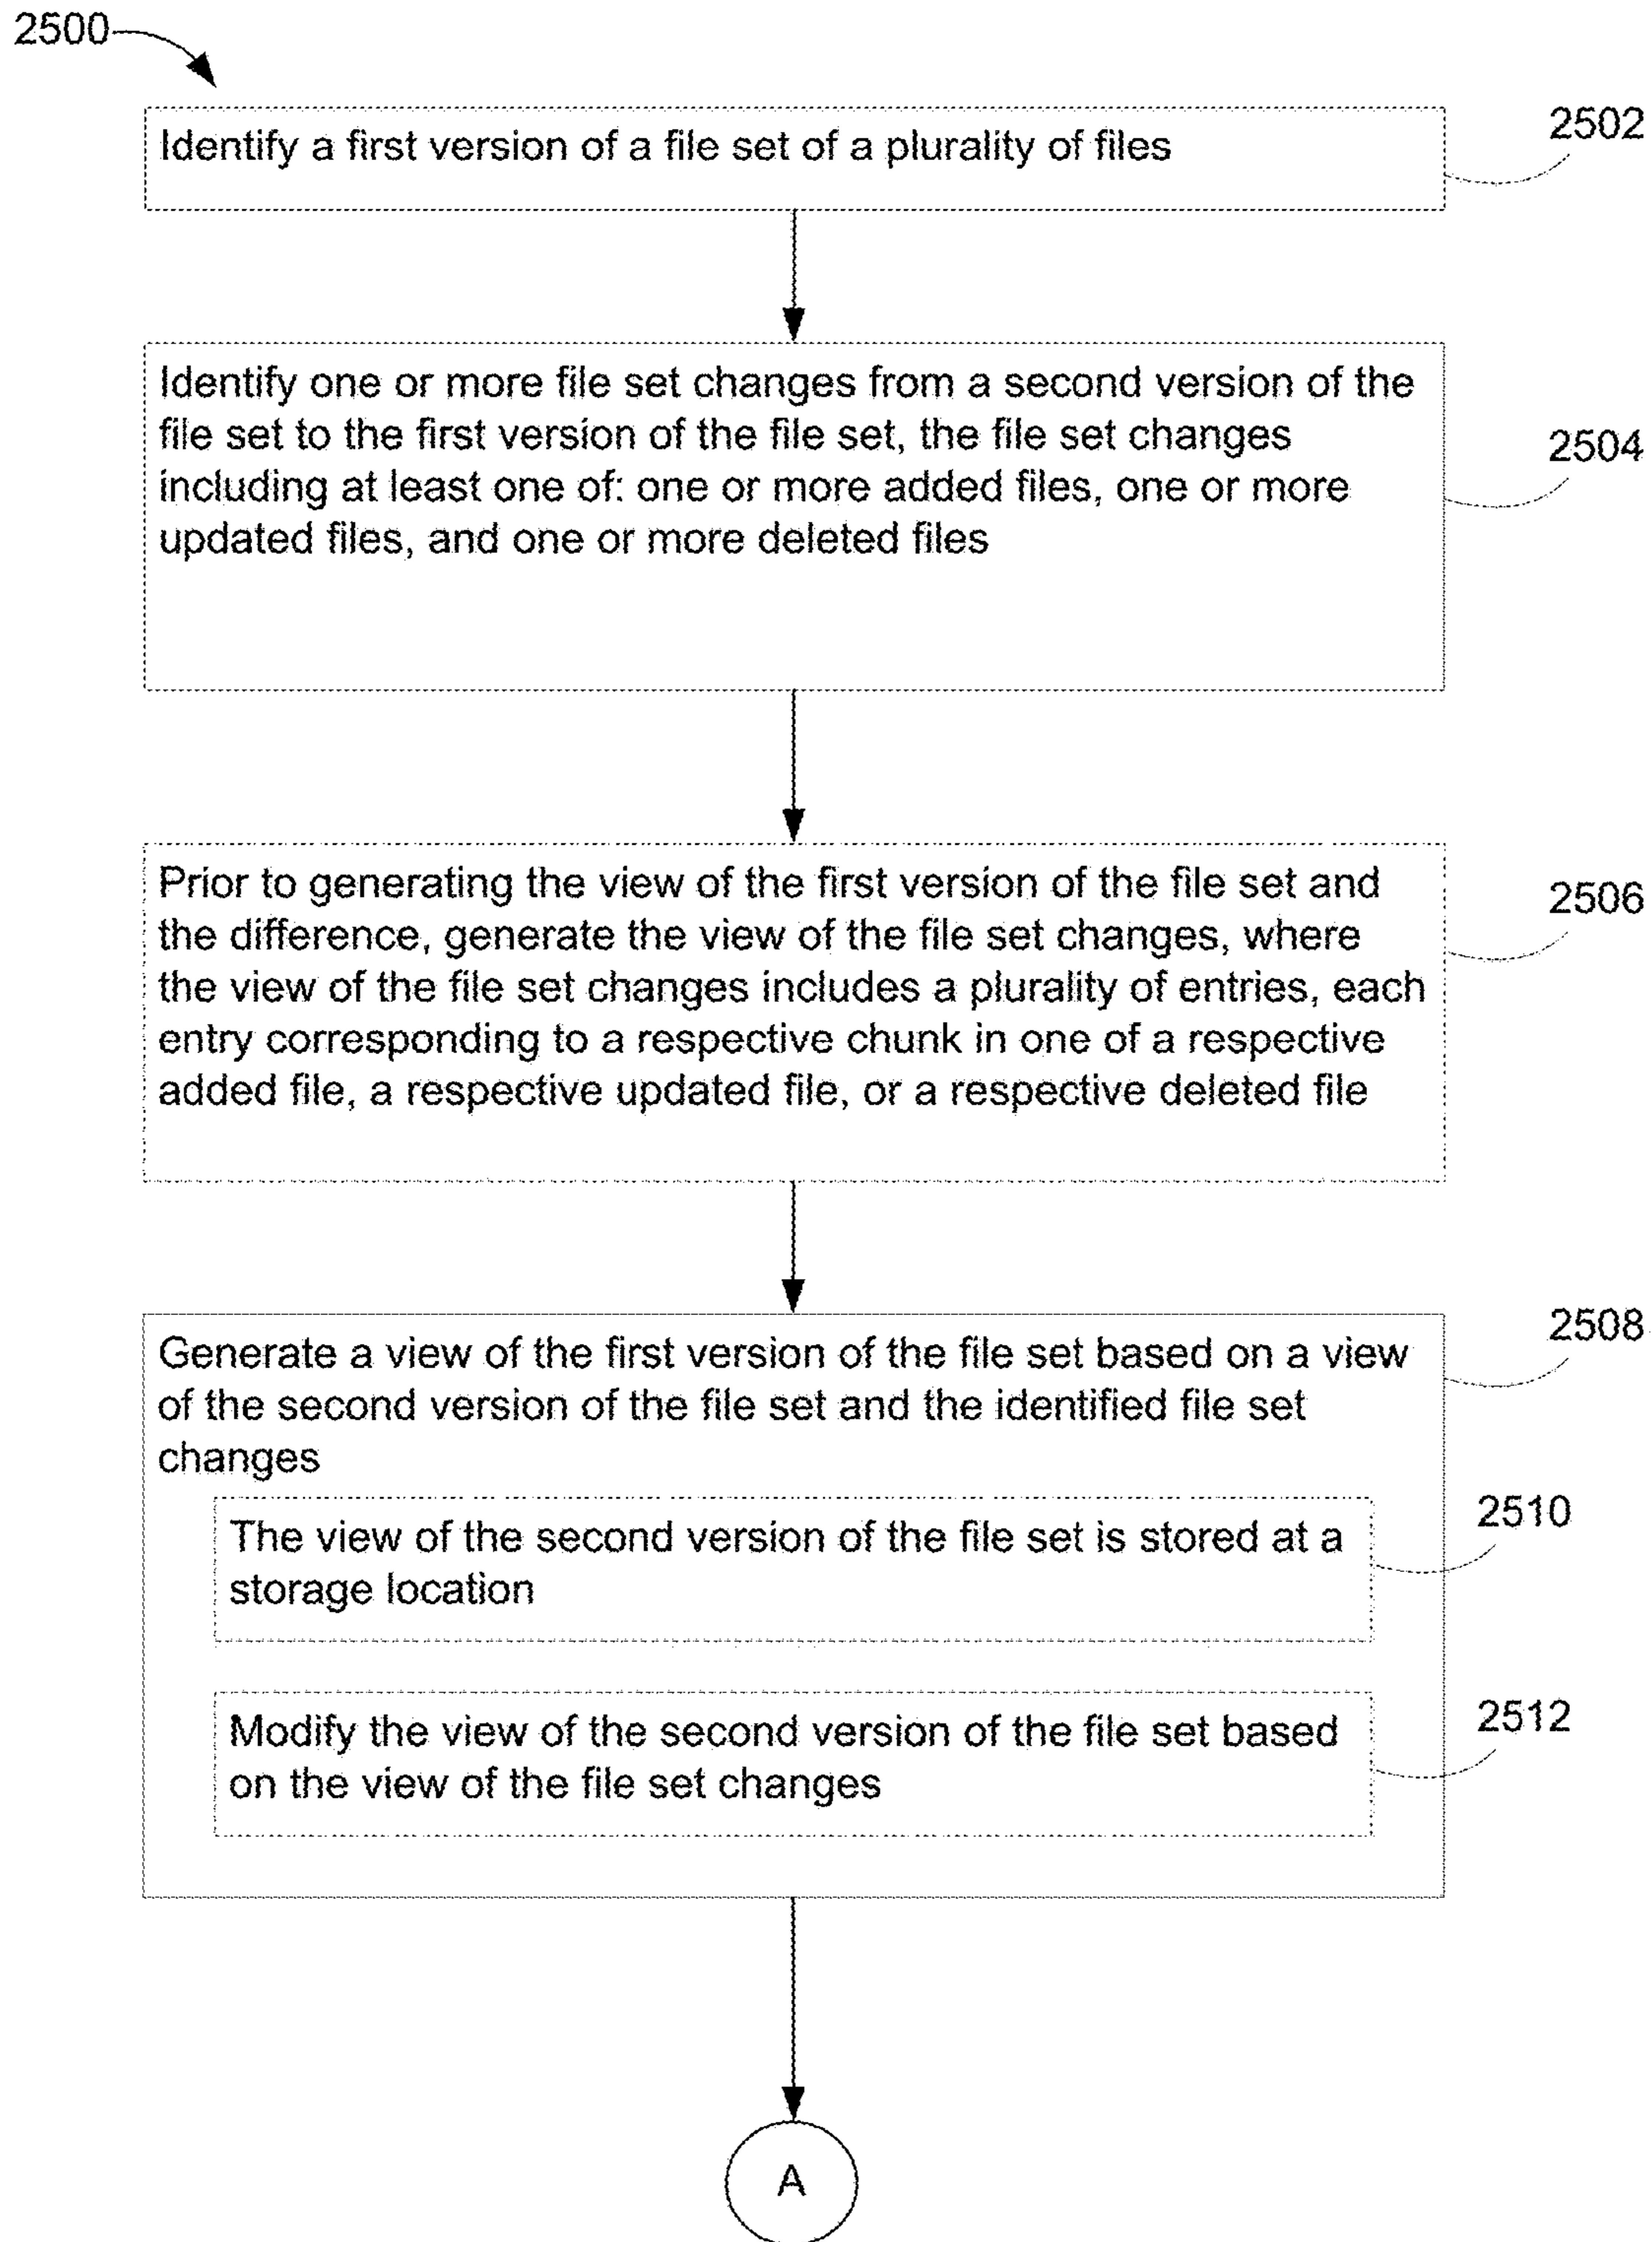 2500
Identify a first version of a file set of a plurality of files
2502
Identify one or more file set changes from a second version of the
file set to the first version of the file set, the file set changes
including at least one of: one or more added files, one or more
updated files, and one or more deleted files
2504
Prior to generating the view of the first version of the file set and
the difference, generate the view of the file set changes, where
the view of the file set changes includes a plurality of entries, each
entry corresponding to a respective chunk in one of a respective
added file, a respective updated file, or a respective deleted file
2506
Generate a view of the first version of the file set based on a view
of the second version of the file set and the identified file set
changes
2508
The view of the second version of the file set is stored at a
storage location
2510
Modify the view of the second version of the file set based
on the view of the file set changes
2512
A